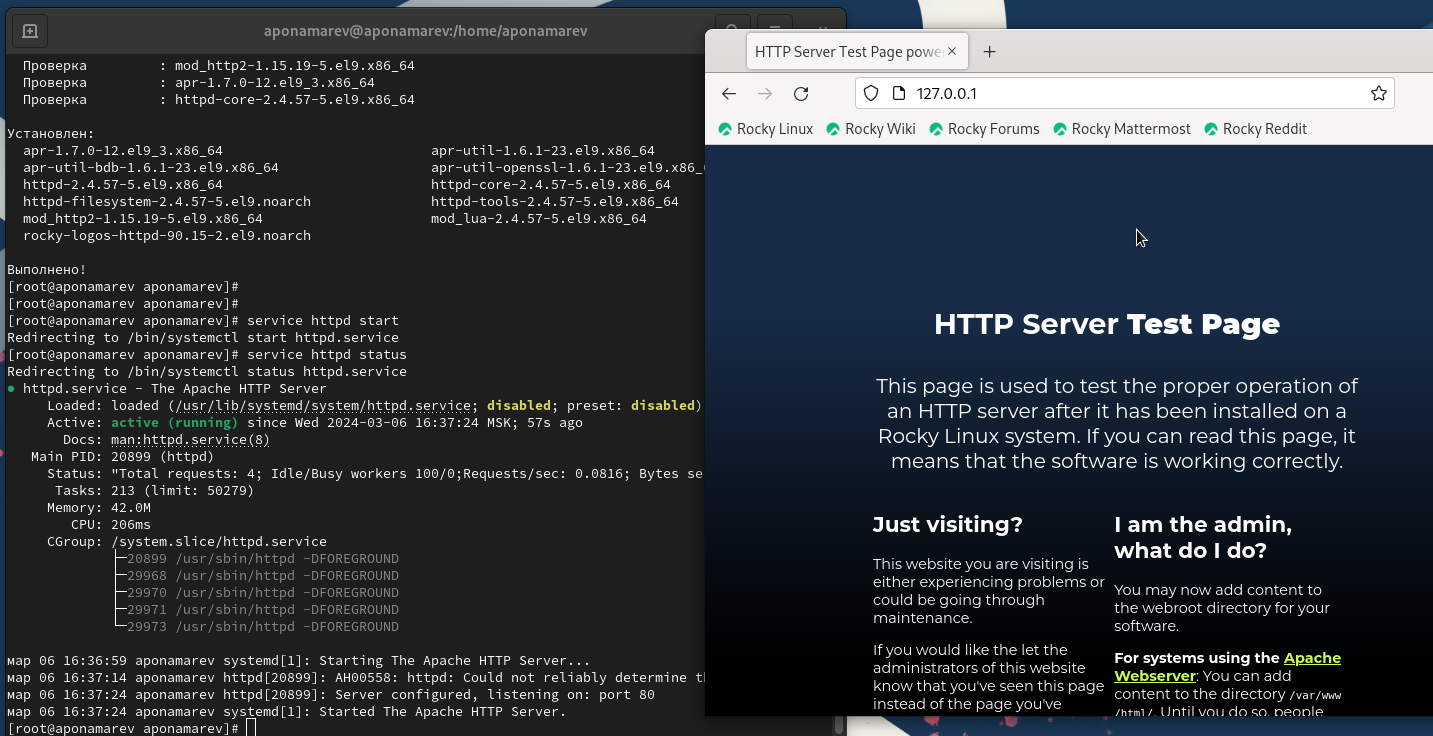 aponamarev@aponamarev:/home/aponamarev
Проверка : mod_http2-1.15.19-5.el9.x86_64
Проверка : apr-1.7.0-12.el9_3.x86_64
Проверка : httpd-core-2.4.57-5.el9.x86_64
Установлен:
apr-1.7.0-12.el9_3.x86_64 apr-util-1.6.1-23.el9.x86_64
apr-util-bdb-1.6.1-23.el9.x86_64 apr-util-openssl-1.6.1-23.el9.x86_
httpd-2.4.57-5.el9.x86_64 httpd-core-2.4.57-5.el9.x86_64
httpd-filesystem-2.4.57-5.el9.noarch httpd-tools-2.4.57-5.el9.x86_64
mod_http2-1.15.19-5.el9.x86_64 mod_lua-2.4.57-5.el9.x86_64
rocky-logos-httpd-90.15-2.el9.noarch
Выполнено!
[root@aponamarev aponamarev]#
[root@aponamarev aponamarev]#
[root@aponamarev aponamarev]# service httpd start
Redirecting to /bin/systemctl start httpd.service
[root@aponamarev aponamarev]# service httpd status
Redirecting to /bin/systemctl status httpd.service
● httpd.service - The Apache HTTP Server
Loaded: loaded (/usr/lib/systemd/system/httpd.service; disabled; preset: disabled)
Active: active (running) since Wed 2024-03-06 16:37:24 MSK; 57s ago
Docs: man:httpd.service(8)
Main PID: 20899 (httpd)
Status: "Total requests: 4; Idle/Busy workers 100/0;Requests/sec: 0.0816; Bytes se
Tasks: 213 (limit: 50279)
Memory: 42.0M
CPU: 206ms
CGroup: /system.slice/httpd.service
├─20899 /usr/sbin/httpd -DFOREGROUND
├─29968 /usr/sbin/httpd -DFOREGROUND
├─29970 /usr/sbin/httpd -DFOREGROUND
├─29971 /usr/sbin/httpd -DFOREGROUND
└─29973 /usr/sbin/httpd -DFOREGROUND
мар 06 16:36:59 aponamarev systemd[1]: Starting The Apache HTTP Server...
мар 06 16:37:14 aponamarev httpd[20899]: AH00558: httpd: Could not reliably determine
мар 06 16:37:24 aponamarev httpd[20899]: Server configured, listening on: port 80
мар 06 16:37:24 aponamarev systemd[1]: Started The Apache HTTP Server.
[root@aponamarev aponamarev]#
HTTP Server Test Page powe
127.0.0.1
Rocky Linux Rocky Wiki Rocky Forums Rocky Mattermost Rocky Reddit
HTTP Server Test Page
This page is used to test the proper operation of
an HTTP server after it has been installed on a
Rocky Linux system. If you can read this page, it
means that the software is working correctly.
Just visiting?
This website you are visiting is
either experiencing problems or
could be going through
maintenance.
If you would like the let the
administrators of this website
know that you've seen this page
instead of the page you've
I am the admin,
what do I do?
You may now add content to
the webroot directory for your
software.
For systems using the Apache
Webserver: You can add
content to the directory /var/www
/html/. Until you do so, people